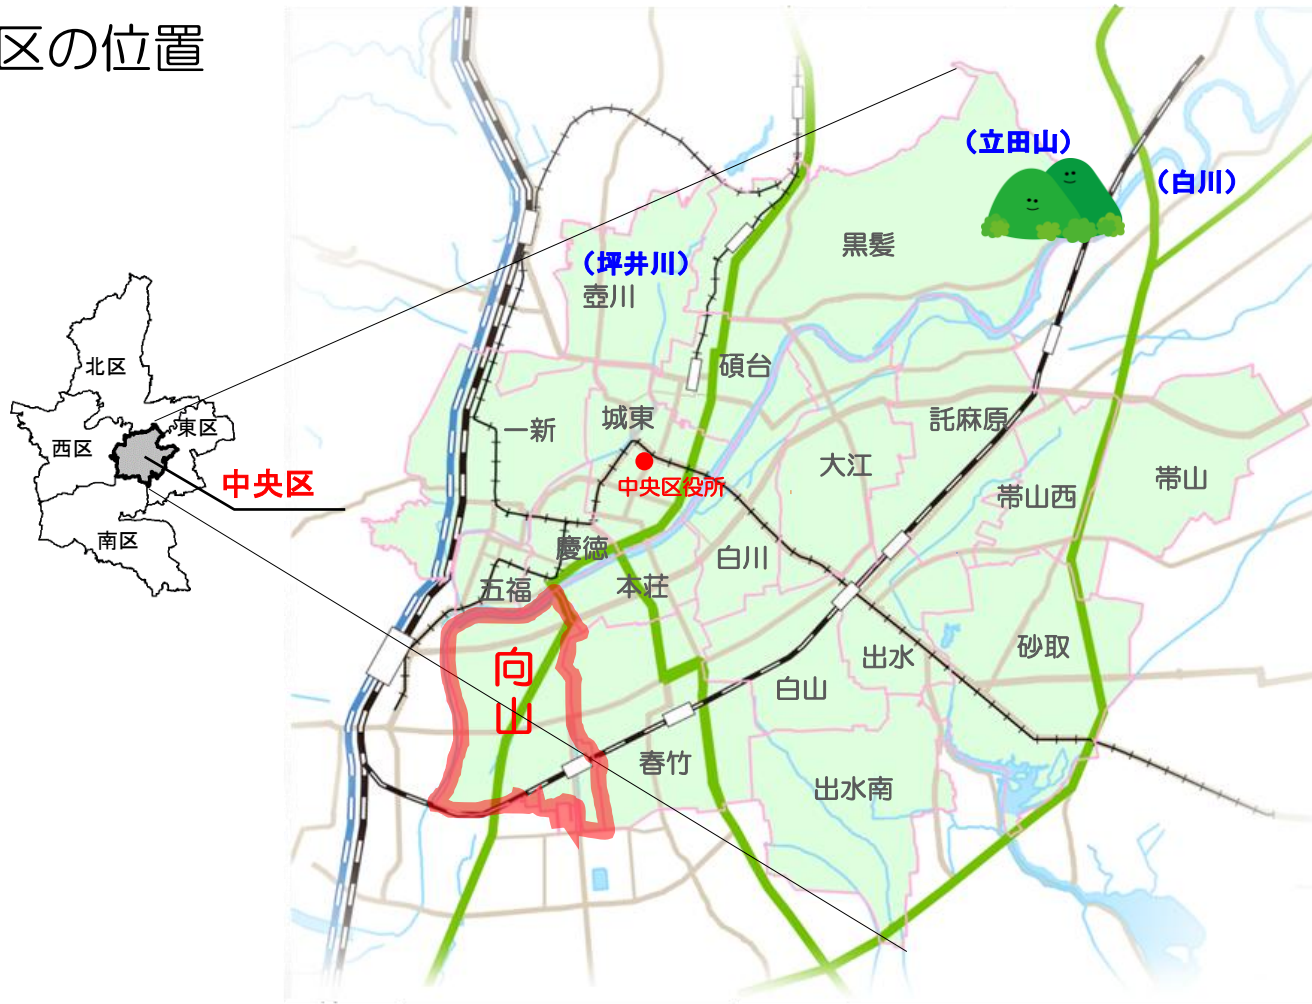 区の位置
（立田山）
（白川）
黒髪
（坪井川）
壺川
碩台
北区
一新
城東
託麻原
東区
西区
中央区
大江
中央区役所
帯山西
帯山
南区
慶徳
白川
五福
本荘
向山
出水
砂取
白山
春竹
出水南